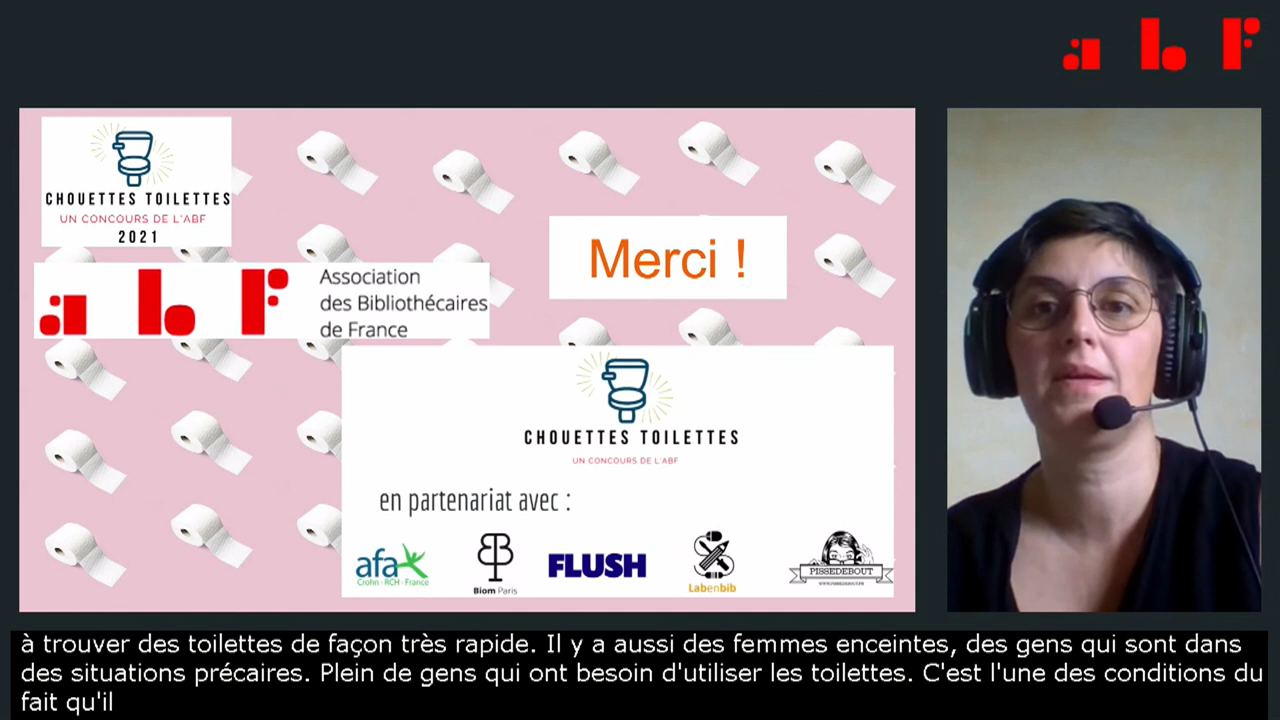 a b f
CHOUETTES TOILETTES
UN CONCOURS DE L'ABF
2021
a b f
Association
des Bibliothécaires
de France
Merci !
CHOUETTES TOILETTES
UN CONCOURS DE L'ABF
en partenariat avec :
afa
Crohn - RCH - France
Biom Paris
FLUSH
Labenbib
PISSEDEBOUT
WWW.PISSEDEBOUT.FR
à trouver des toilettes de façon très rapide. Il y a aussi des femmes enceintes, des gens qui sont dans
des situations précaires. Plein de gens qui ont besoin d'utiliser les toilettes. C'est l'une des conditions du
fait qu'il